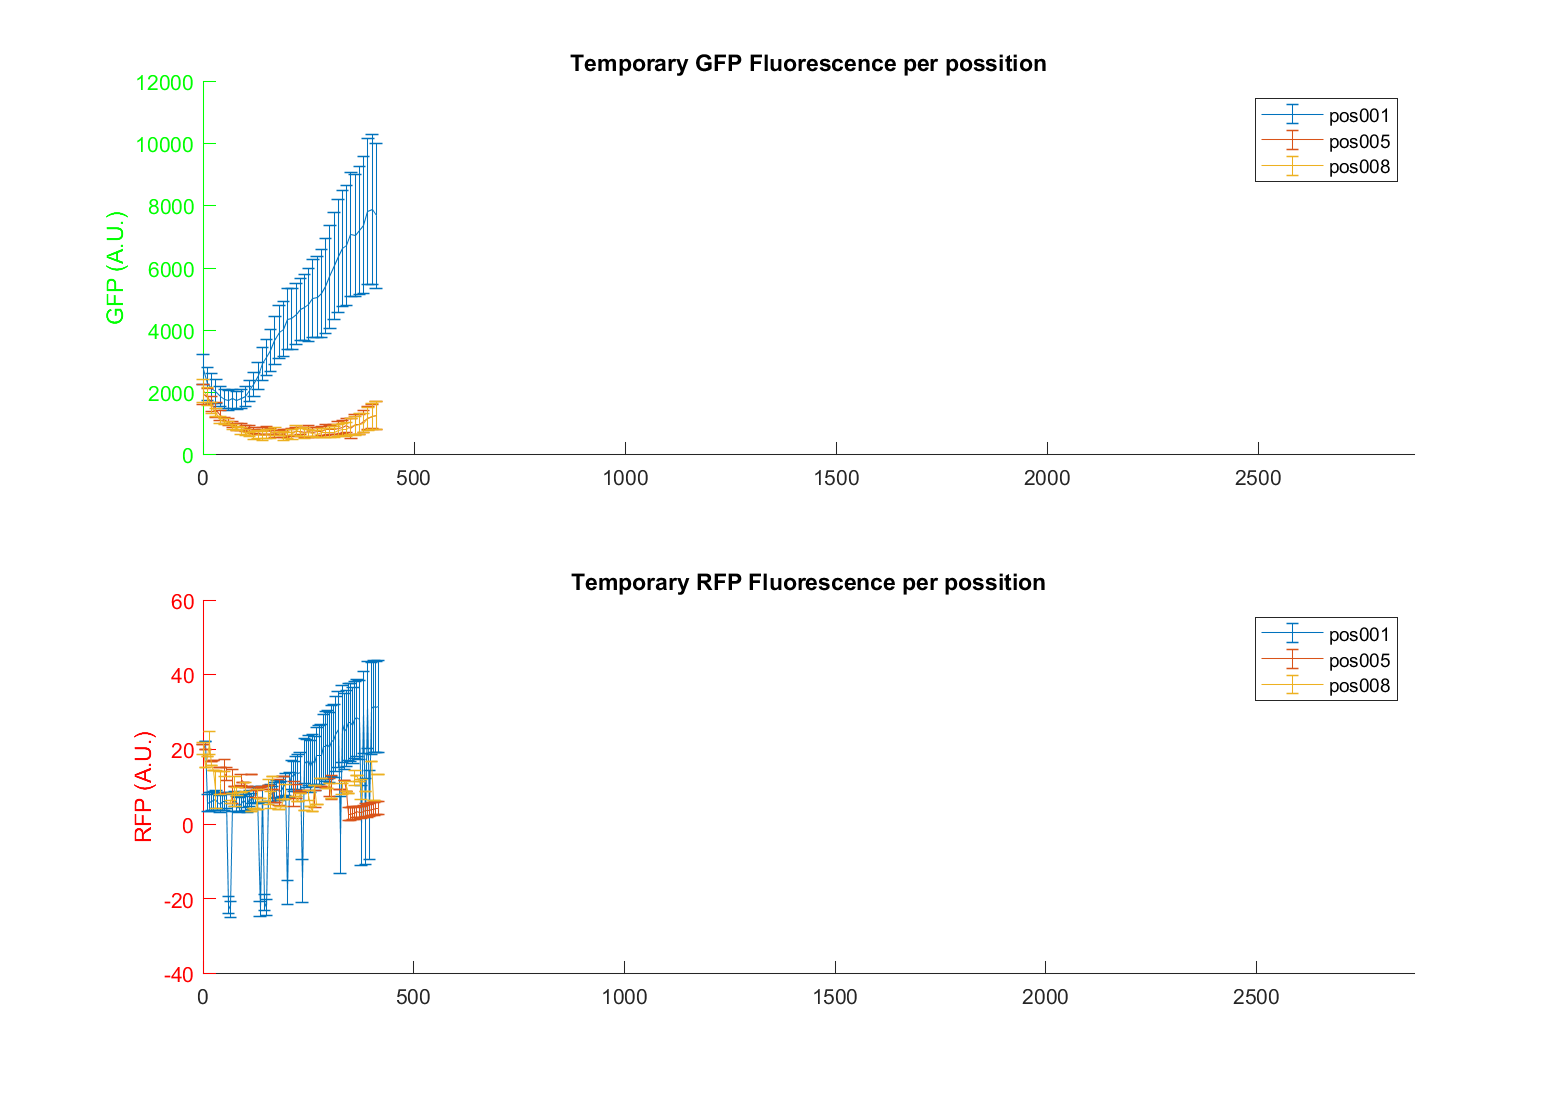 Temporary GFP Fluorescence per possition
12000
10000
8000
6000
4000
2000
0
GFP (A.U.)
pos001
pos005
pos008
0 500 1000 1500 2000 2500
Temporary RFP Fluorescence per possition
60
40
20
0
-20
-40
RFP (A.U.)
pos001
pos005
pos008
0 500 1000 1500 2000 2500